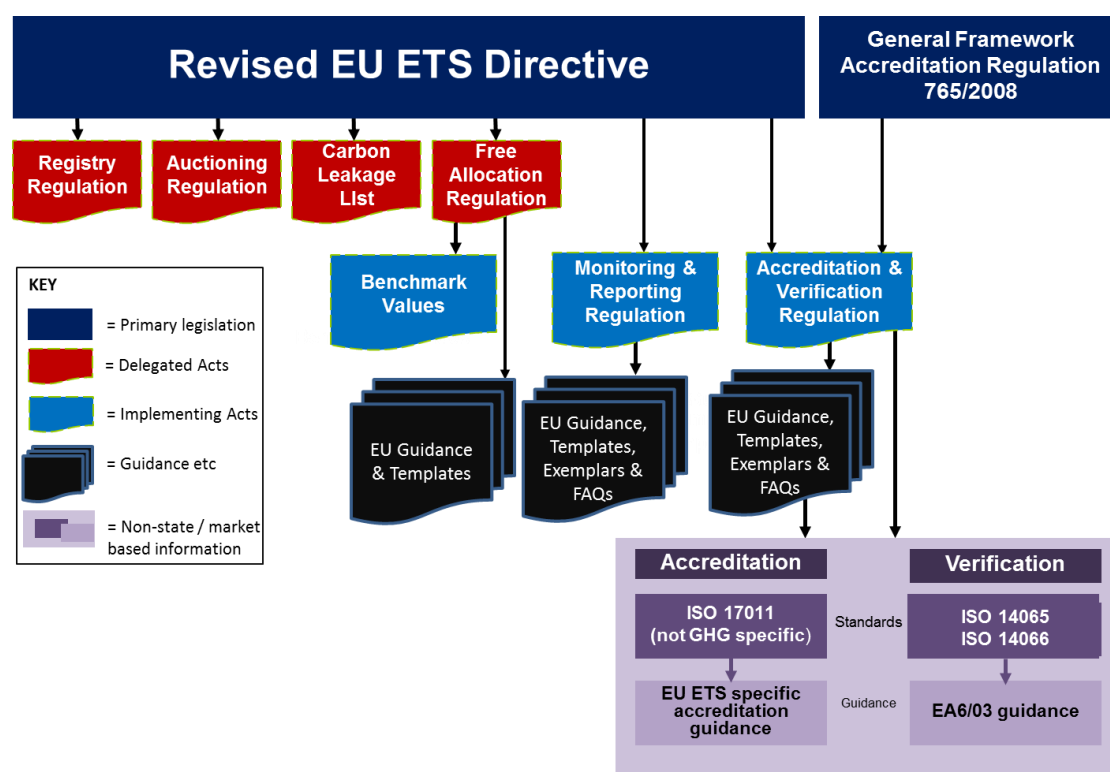 Revised EU ETS Directive
General Framework
Accreditation Regulation
765/2008
Registry
Regulation
Auctioning
Regulation
Carbon
Leakage
LIst
Free
Allocation
Regulation
Benchmark
Values
Monitoring &
Reporting
Regulation
Accreditation &
Verification
Regulation
KEY
= Primary legislation
= Delegated Acts
= Implementing Acts
= Guidance etc
= Non-state / market
based information
EU Guidance
& Templates
EU Guidance,
Templates,
Exemplars &
FAQs
EU Guidance,
Templates,
Exemplars &
FAQs
Accreditation
Verification
ISO 17011
(not GHG specific)
Standards
ISO 14065
ISO 14066
EU ETS specific
accreditation
guidance
Guidance
EA6/03 guidance